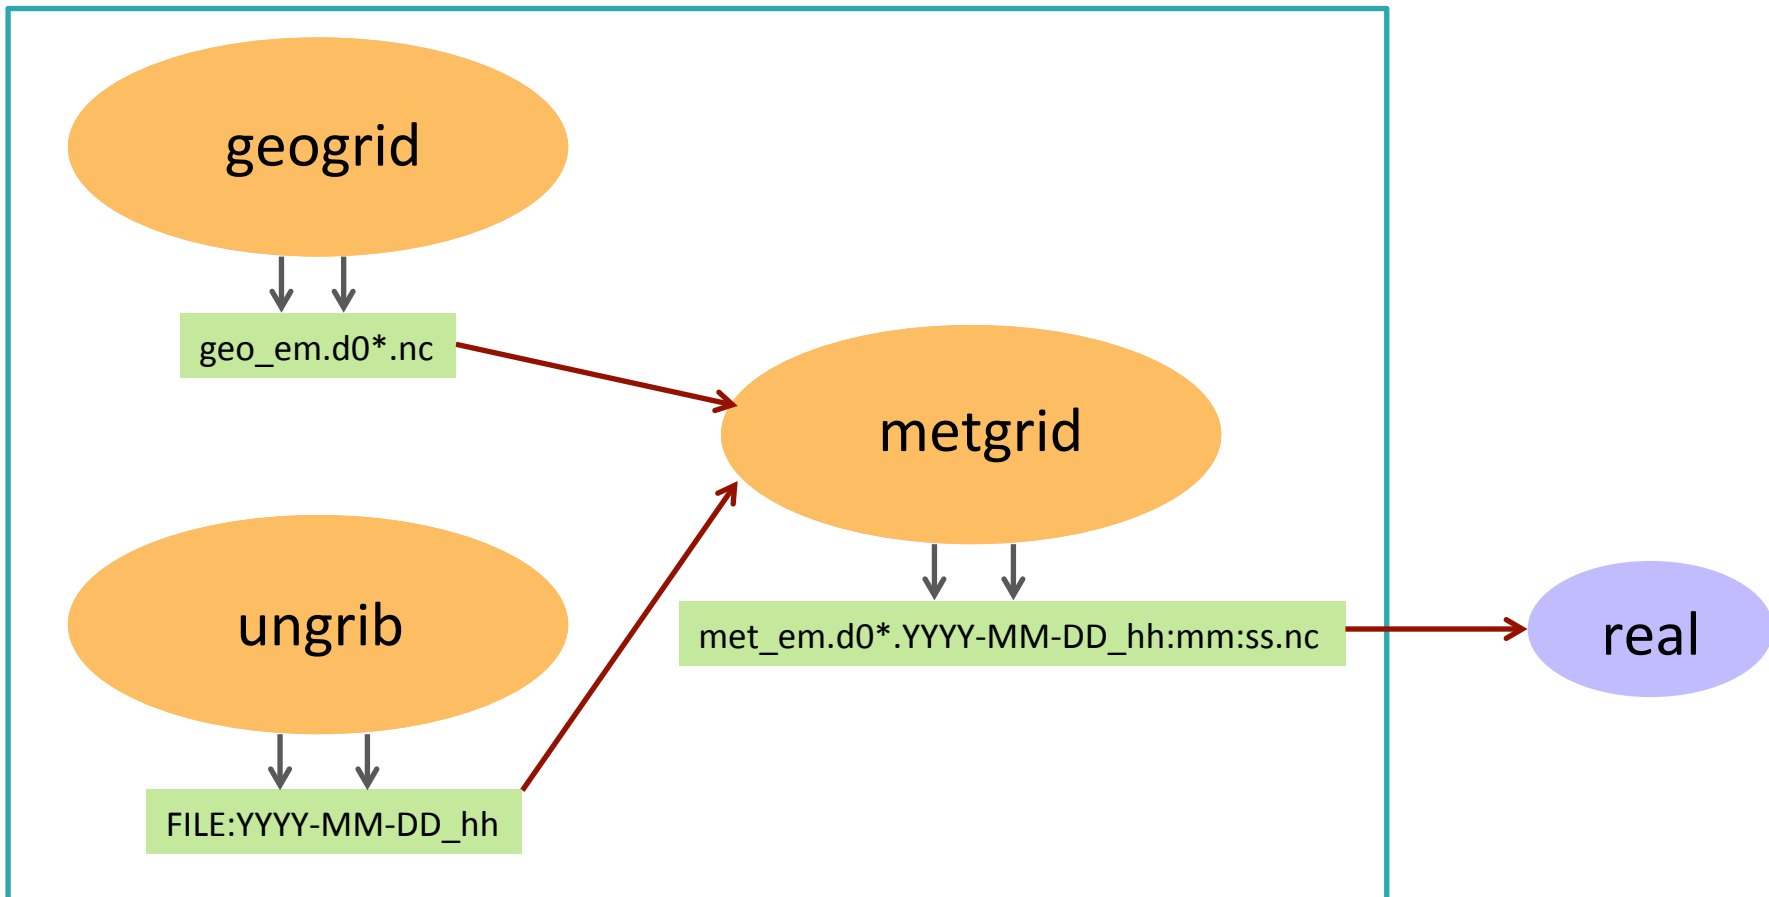 geogrid
geo_em.d0*.nc
metgrid
ungrib
met_em.d0*.YYYY-MM-DD_hh:mm:ss.nc
real
FILE:YYYY-MM-DD_hh